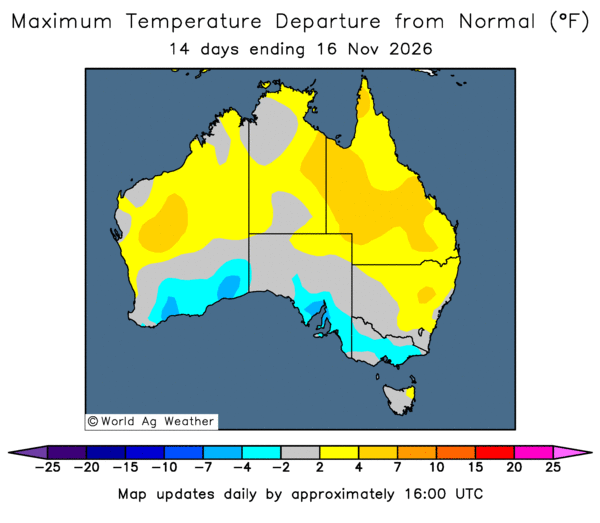 Maximum Temperature Departure from Normal (°F)
14 days ending 16 Nov 2026
©World Ag Weather
−25 −20 −15 −10 −7 −4 −2 2 4 7 10 15 20 25
Map updates daily by approximately 16:00 UTC